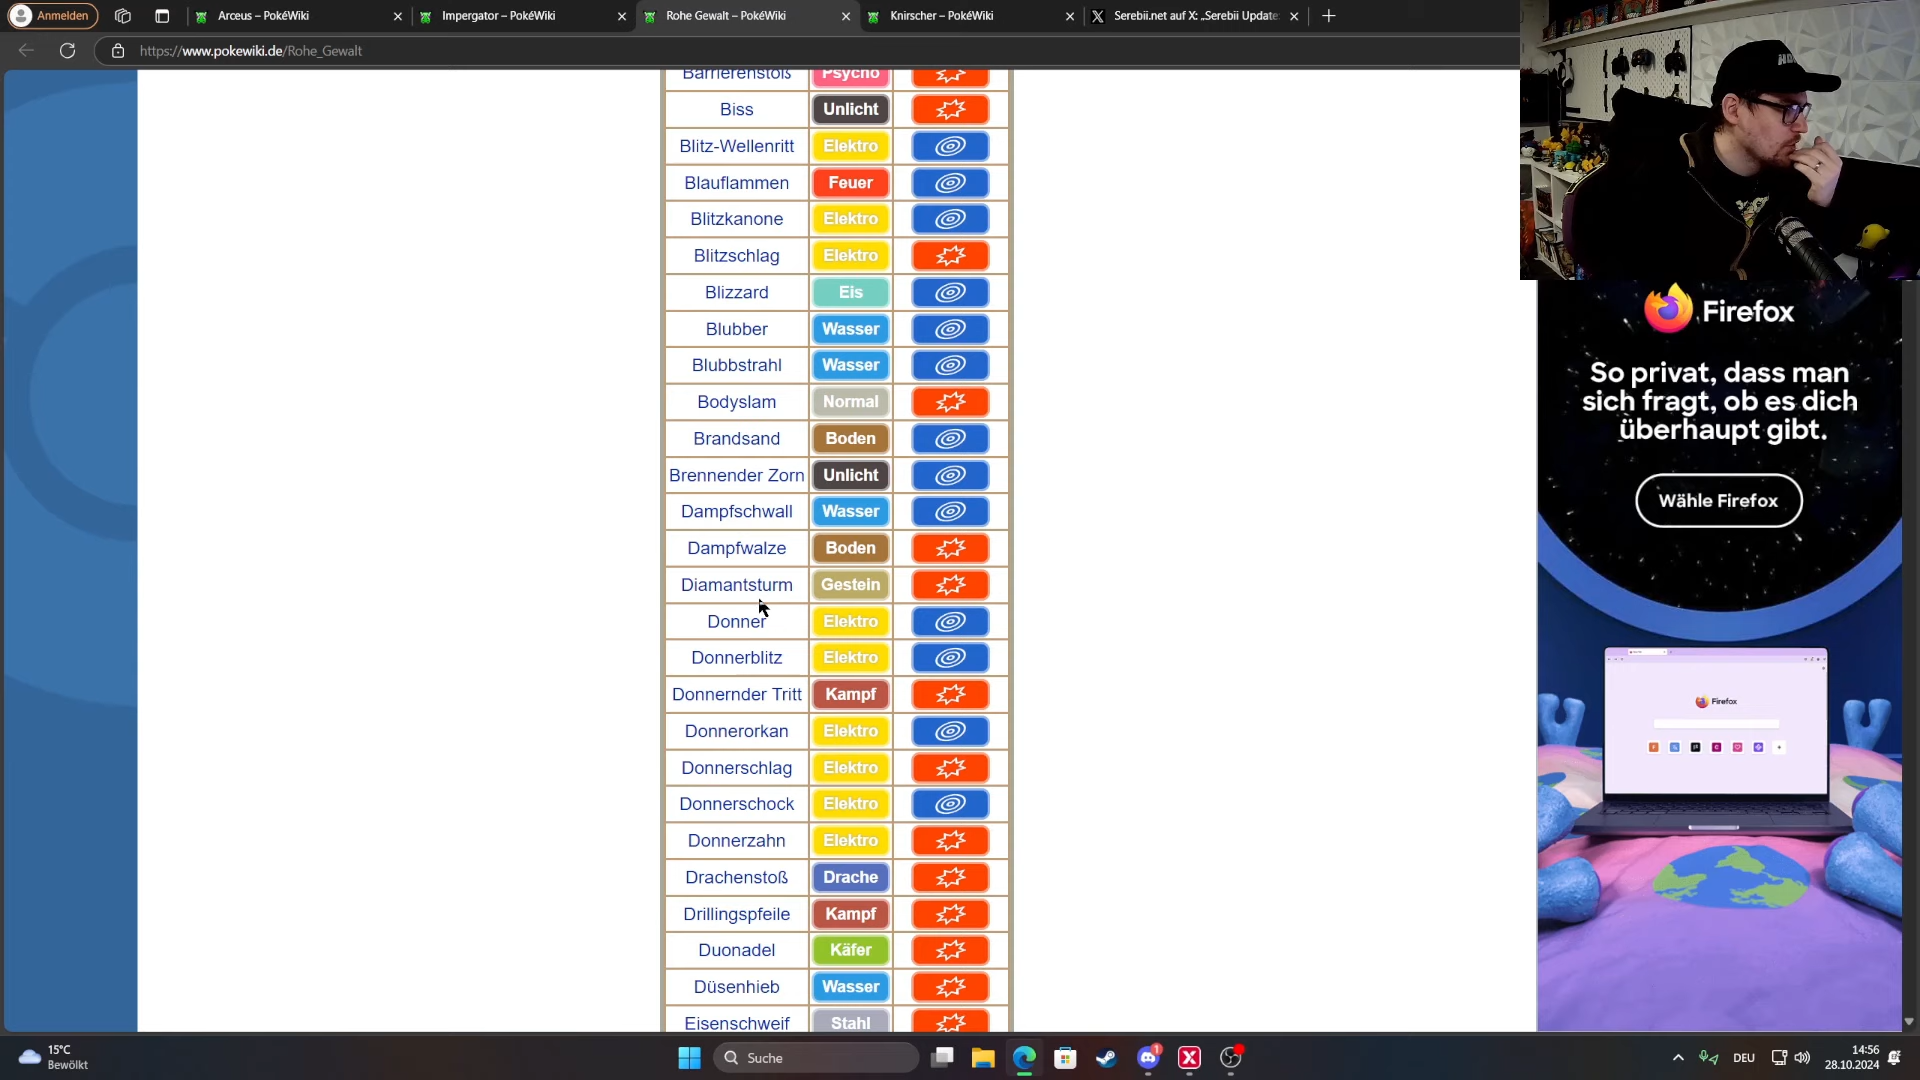 Anmelden
Arceus – PokéWiki
Impergator – PokéWiki
Rohe Gewalt – PokéWiki
Knirscher – PokéWiki
Serebii.net auf X: „Serebii Update:
https://www.pokewiki.de/Rohe_Gewalt
Barrierenstoß Psycho
Biss Unlicht
Blitz-Wellenritt Elektro
Blauflammen Feuer
Blitzkanone Elektro
Blitzschlag Elektro
Blizzard Eis
Blubber Wasser
Blubbstrahl Wasser
Bodyslam Normal
Brandsand Boden
Brennender Zorn Unlicht
Dampfschwall Wasser
Dampfwalze Boden
Diamantsturm Gestein
Donner Elektro
Donnerblitz Elektro
Donnernder Tritt Kampf
Donnerorkan Elektro
Donnerschlag Elektro
Donnerschock Elektro
Donnerzahn Elektro
Drachenstoß Drache
Drillingspfeile Kampf
Duonadel Käfer
Düsenhieb Wasser
Eisenschweif Stahl
Firefox
So privat, dass man
sich fragt, ob es dich
überhaupt gibt.
Wähle Firefox
Firefox
15°C
Bewölkt
Suche
1
DEU
14:56
28.10.2024